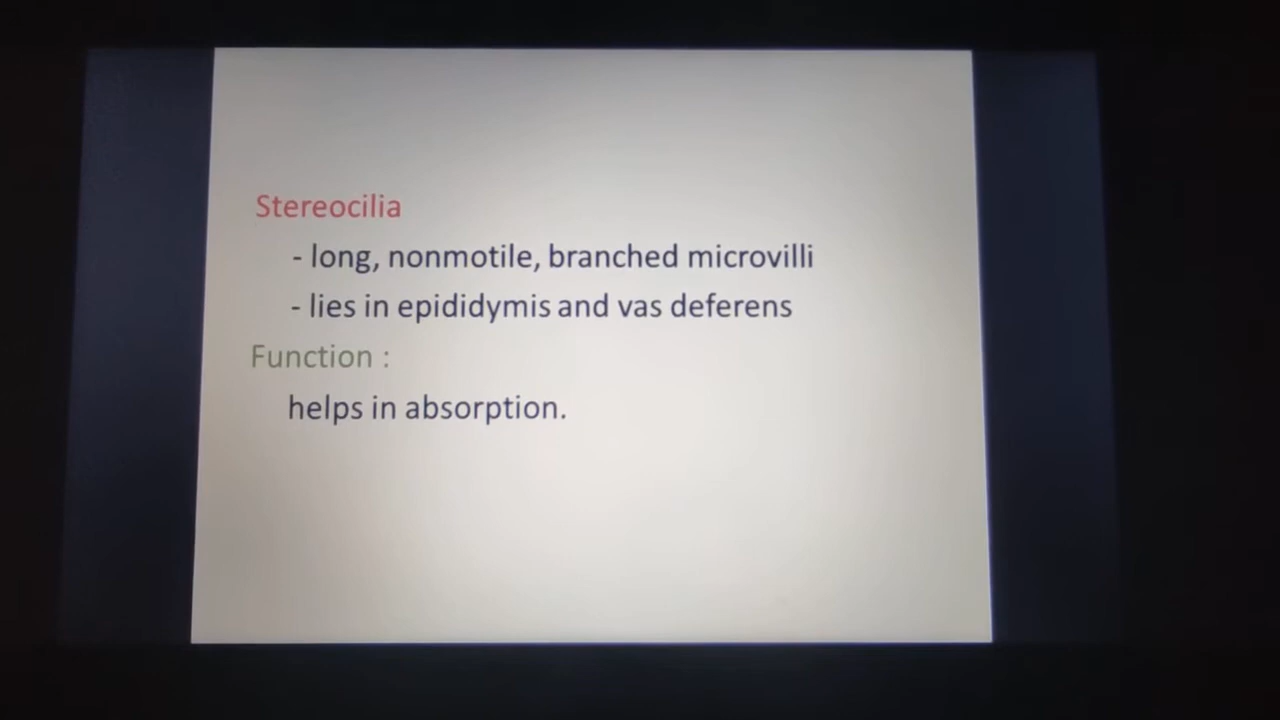 Stereocilia
- long, nonmotile, branched microvilli
- lies in epididymis and vas deferens
Function :
helps in absorption.